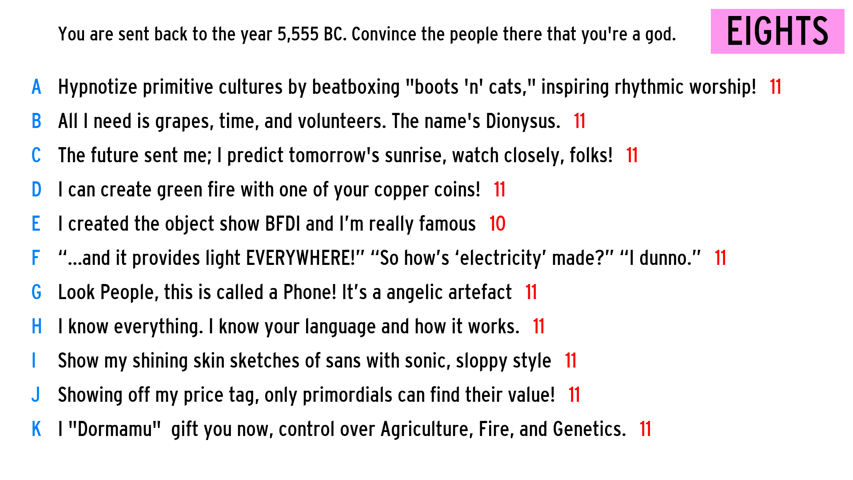 You are sent back to the year 5,555 BC. Convince the people there that you're a god.
EIGHTS
A Hypnotize primitive cultures by beatboxing "boots 'n' cats," inspiring rhythmic worship! 11
B All I need is grapes, time, and volunteers. The name's Dionysus. 11
C The future sent me; I predict tomorrow's sunrise, watch closely, folks! 11
D I can create green fire with one of your copper coins! 11
E I created the object show BFDI and I’m really famous 10
F “...and it provides light EVERYWHERE!” “So how’s ‘electricity’ made?” “I dunno.” 11
G Look People, this is called a Phone! It’s a angelic artefact 11
H I know everything. I know your language and how it works. 11
I Show my shining skin sketches of sans with sonic, sloppy style 11
J Showing off my price tag, only primordials can find their value! 11
K I "Dormamu"  gift you now, control over Agriculture, Fire, and Genetics. 11